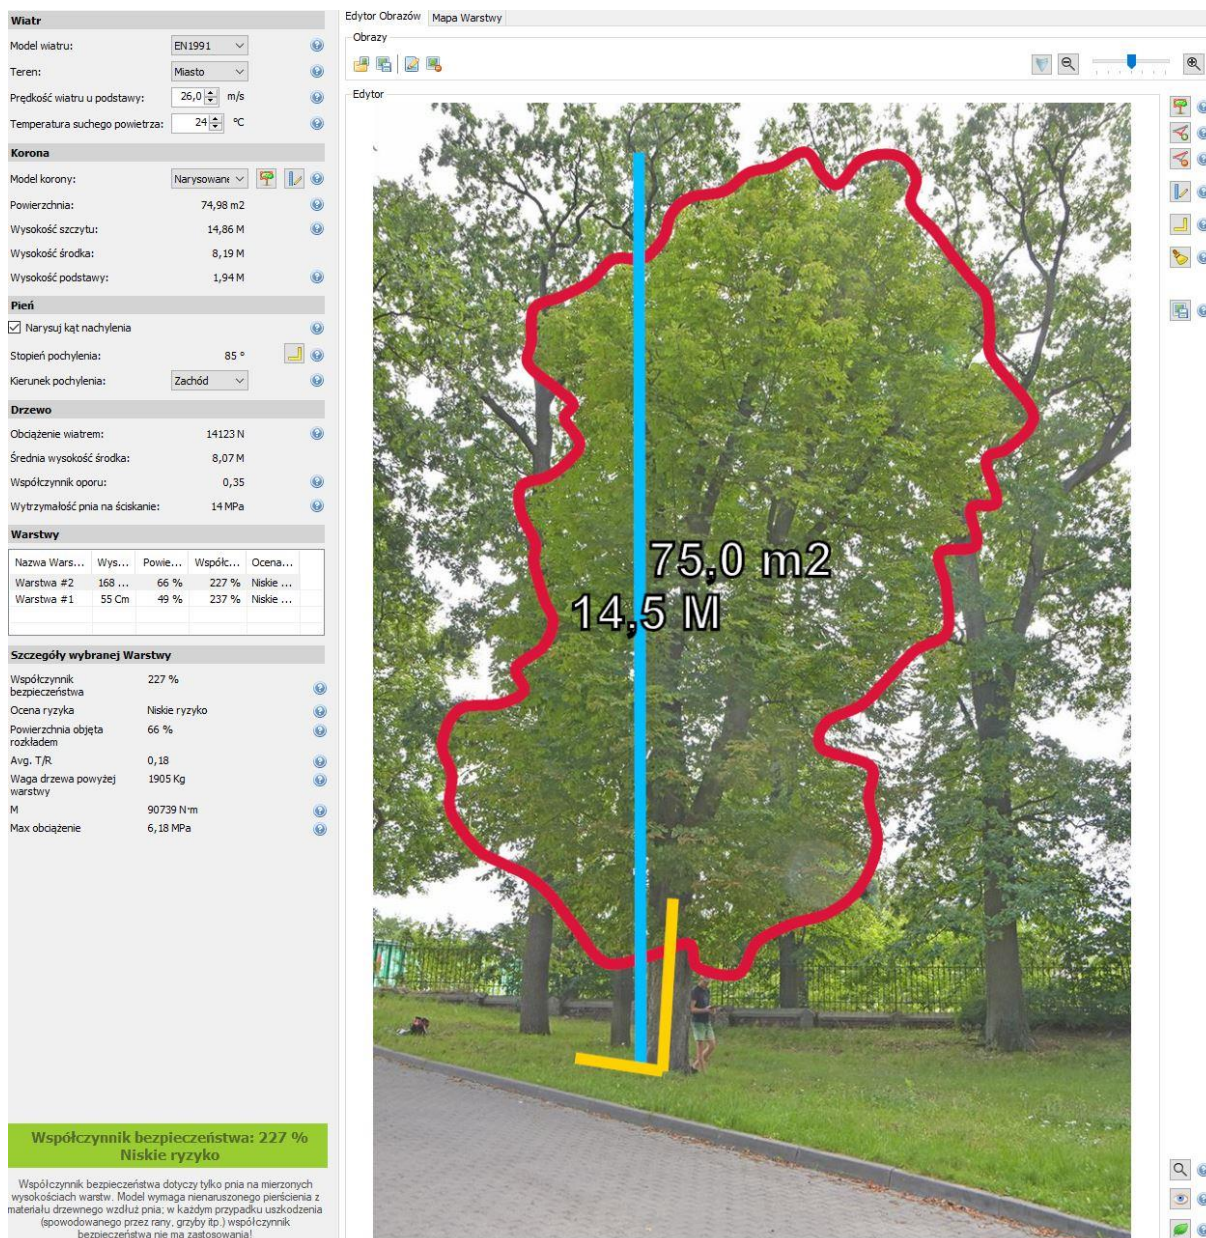 Wiatr
Model wiatru: EN1991
Teren: Miasto
Prędkość wiatru u podstawy: 26,0 m/s
Temperatura suchego powietrza: 24 °C
Korona
Model korony: Narysowane
Powierzchnia: 74,98 m2
Wysokość szczytu: 14,86 M
Wysokość środka: 8,19 M
Wysokość podstawy: 1,94 M
Pień
Narysuj kąt nachylenia
Stopień pochylenia: 85 °
Kierunek pochylenia: Zachód
Drzewo
Obciążenie wiatrem: 14123 N
Średnia wysokość środka: 8,07 M
Współczynnik oporu: 0,35
Wytrzymałość pnia na ściskanie: 14 MPa
Warstwy
Nazwa Wars... Wys... Powie... Współc... Ocena...
Warstwa #2 168 ... 66 % 227 % Niskie ...
Warstwa #1 55 Cm 49 % 237 % Niskie ...
Szczegóły wybranej Warstwy
Współczynnik
bezpieczeństwa 227 %
Ocena ryzyka Niskie ryzyko
Powierzchnia objęta
rozkładem 66 %
Avg. T/R 0,18
Waga drzewa powyżej
warstwy 1905 Kg
M 90739 N·m
Max obciążenie 6,18 MPa
Współczynnik bezpieczeństwa: 227 %
Niskie ryzyko
Współczynnik bezpieczeństwa dotyczy tylko pnia na mierzonych
wysokościach warstw. Model wymaga nienaruszonego pierścienia z
materiału drzewnego wzdłuż pnia; w każdym przypadku uszkodzenia
(spowodowanego przez rany, grzyby itp.) współczynnik
bezpieczeństwa nie ma zastosowania!
Edytor Obrazów Mapa Warstwy
Obrazy
Edytor
75,0 m2
14,5 M